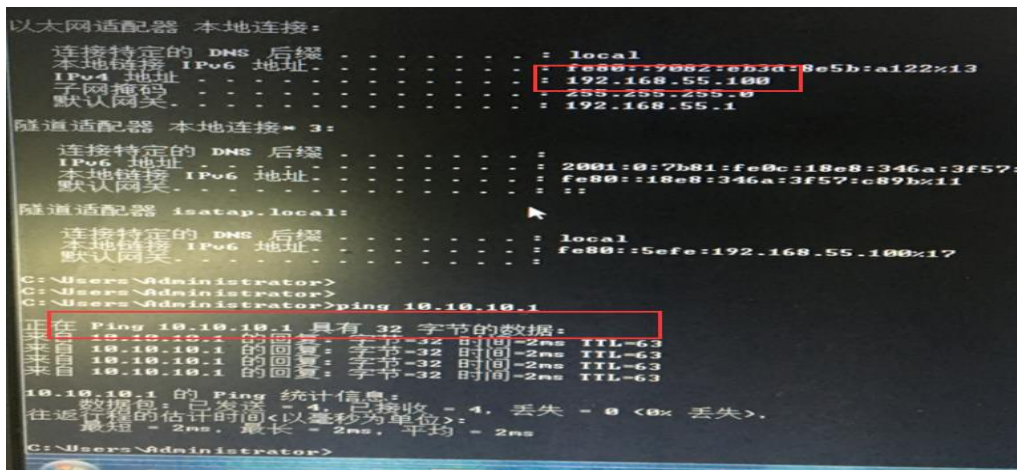 以太网适配器 本地连接:
连接特定的 DNS 后缀 . . . . . . . : local
本地链接 IPv6 地址. . . . . . . . : fe80::9082:eb3d:8e5b:a122%13
IPv4 地址 . . . . . . . . . . . . : 192.168.55.100
子网掩码 . . . . . . . . . . . . : 255.255.255.0
默认网关. . . . . . . . . . . . . : 192.168.55.1
隧道适配器 本地连接* 3:
连接特定的 DNS 后缀 . . . . . . . :
IPv6 地址 . . . . . . . . . . . . : 2001:0:7b81:fe0c:18e8:346a:3f57:
本地链接 IPv6 地址. . . . . . . . : fe80::18e8:346a:3f57:c89b%11
默认网关. . . . . . . . . . . . . : ::
隧道适配器 isatap.local:
连接特定的 DNS 后缀 . . . . . . . : local
本地链接 IPv6 地址. . . . . . . . : fe80::5efe:192.168.55.100%17
默认网关. . . . . . . . . . . . . :
C:\Users\Administrator>
C:\Users\Administrator>
C:\Users\Administrator>ping 10.10.10.1
正在 Ping 10.10.10.1 具有 32 字节的数据:
来自 10.10.10.1 的回复: 字节=32 时间=2ms TTL=63
来自 10.10.10.1 的回复: 字节=32 时间=2ms TTL=63
来自 10.10.10.1 的回复: 字节=32 时间=2ms TTL=63
来自 10.10.10.1 的回复: 字节=32 时间=2ms TTL=63
10.10.10.1 的 Ping 统计信息:
数据包: 已发送 = 4，已接收 = 4，丢失 = 0 (0% 丢失)，
往返行程的估计时间(以毫秒为单位):
最短 = 2ms，最长 = 2ms，平均 = 2ms
C:\Users\Administrator>